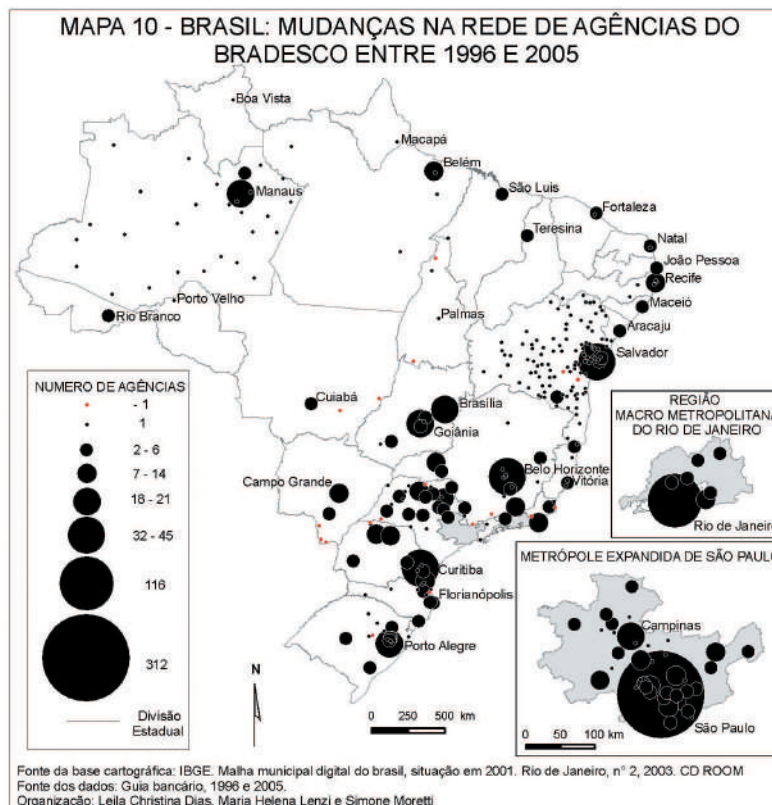 MAPA 10 - BRASIL: MUDANÇAS NA REDE DE AGÊNCIAS DO
BRADESCO ENTRE 1996 E 2005
Boa Vista
Macapá
Belém
São Luis
Manaus
Fortaleza
Teresina
Natal
João Pessoa
Recife
Porto Velho
Maceió
Rio Branco
Palmas
Aracaju
Salvador
NUMERO DE AGÊNCIAS
- 1
1
2 - 6
7 - 14
18 - 21
32 - 45
116
312
Divisão
Estadual
Cuiabá
Brasília
Goiânia
REGIÃO
MACRO METROPOLITANA
DO RIO DE JANEIRO
Rio de Janeiro
Campo Grande
Belo Horizonte
Vitória
Curitiba
Florianópolis
Porto Alegre
METRÓPOLE EXPANDIDA DE SÃO PAULO
Campinas
São Paulo
0 50 100 km
N
0 250 500 km
Fonte da base cartográfica: IBGE. Malha municipal digital do brasil, situação em 2001. Rio de Janeiro, n° 2, 2003. CD ROOM
Fonte dos dados: Guia bancário, 1996 e 2005.
Organização: Leila Christina Dias, Maria Helena Lenzi e Simone Moretti